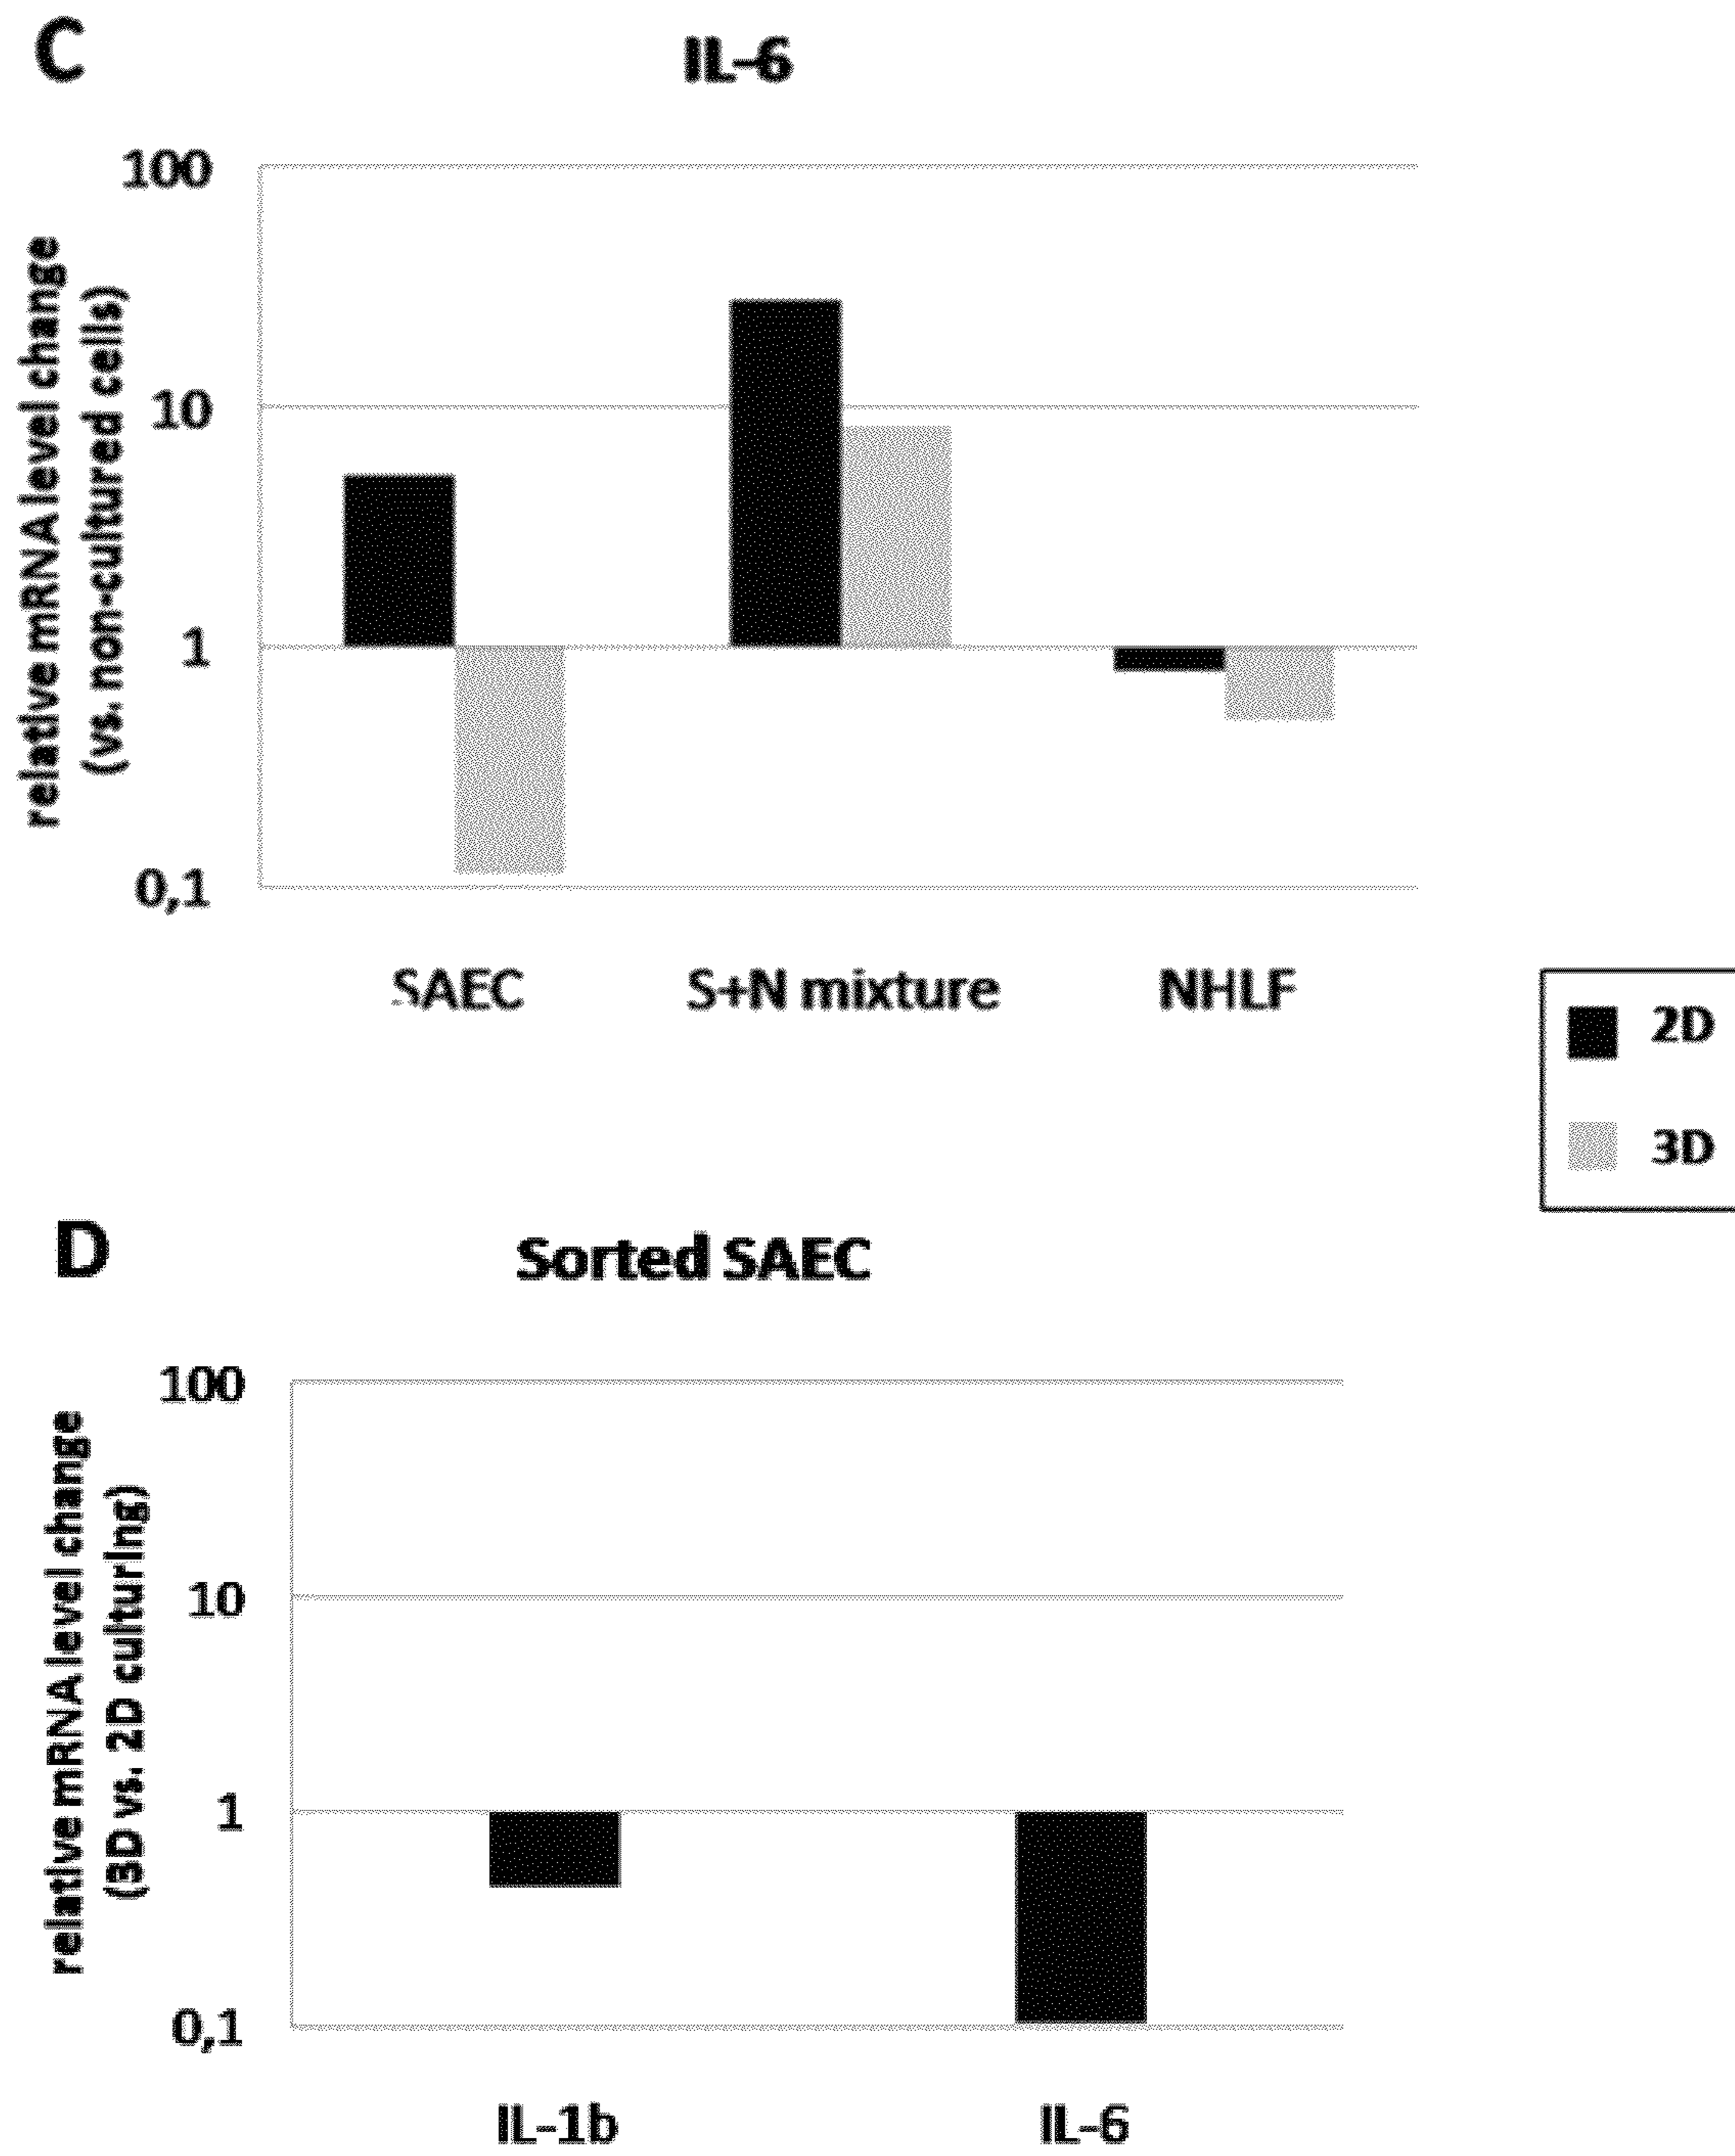 C
IL-6
relative mRNA level change
(vs. non-cultured cells)
100
10
1
0,1
SAEC
S+N mixture
NHLF
2D
3D
D
Sorted SAEC
relative mRNA level change
(3D vs. 2D culturing)
100
10
1
0,1
IL-1b
IL-6